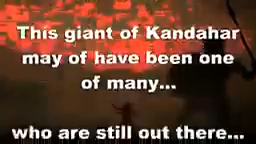 This giant of Kandahar
may of have been one
of many...
who are still out there...